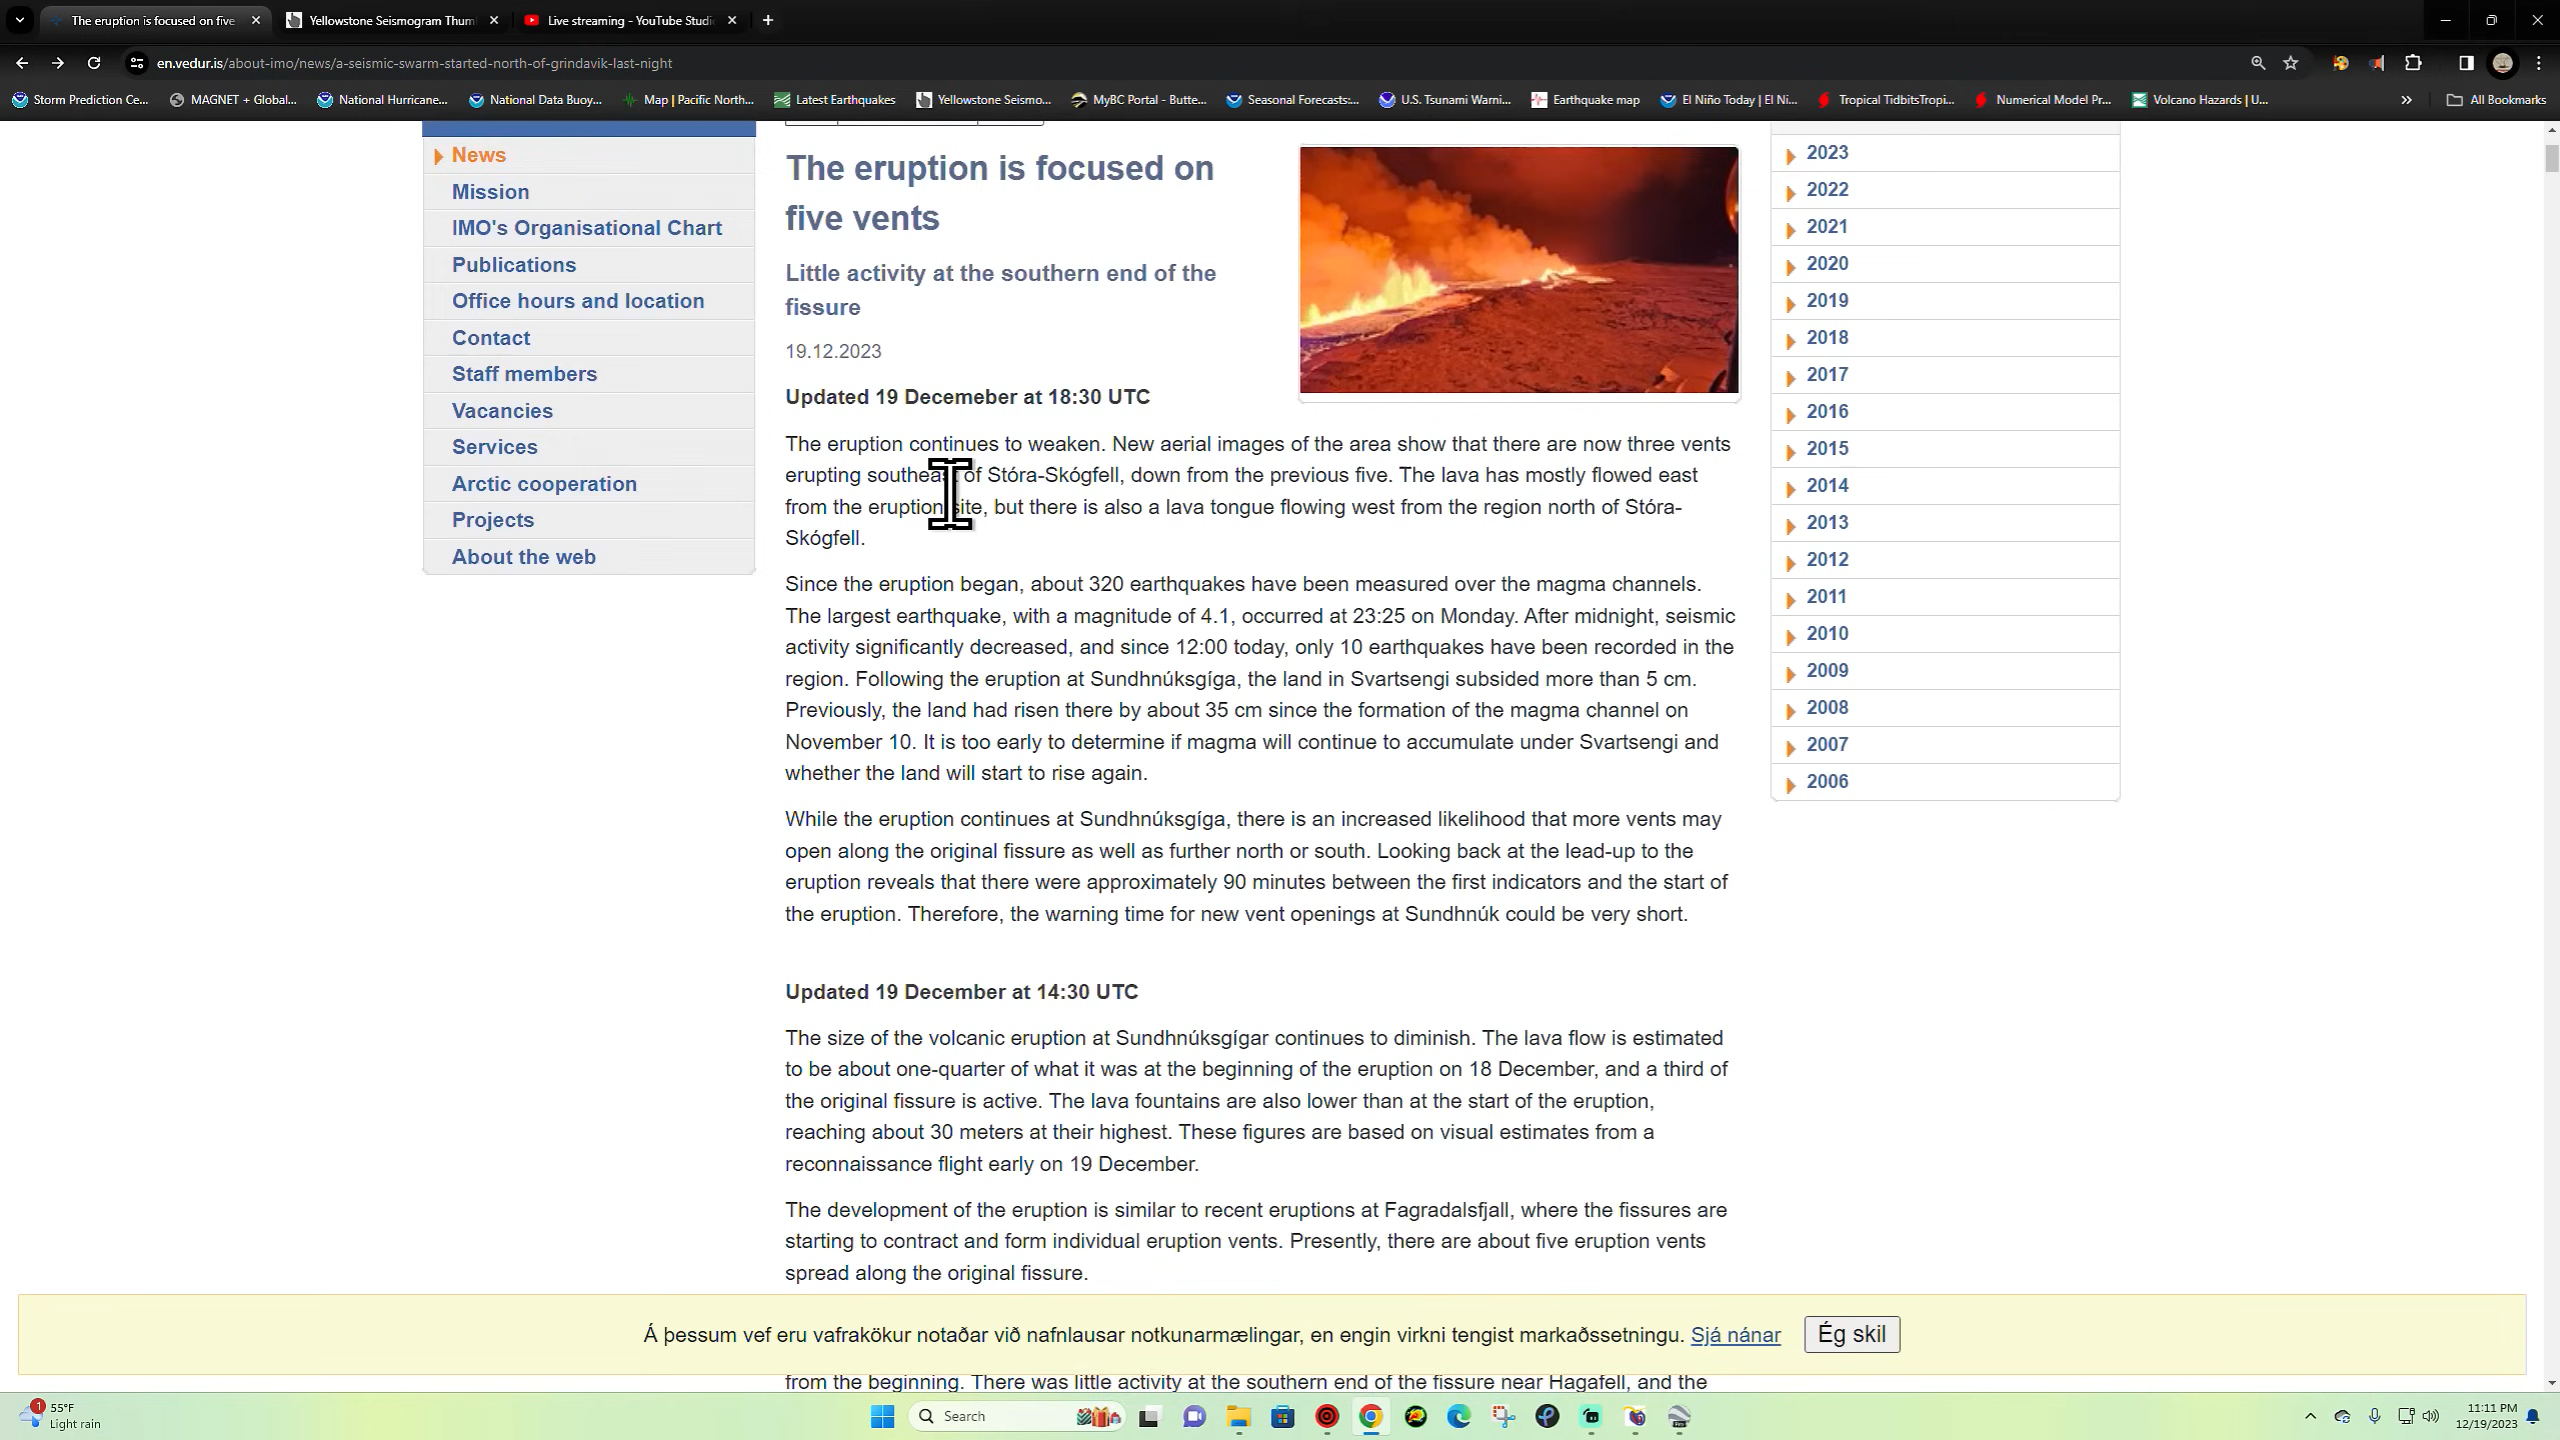 The eruption is focused on five
Yellowstone Seismogram Thum
Live streaming - YouTube Studi
en.vedur.is/about-imo/news/a-seismic-swarm-started-north-of-grindavik-last-night
Storm Prediction Ce...
MAGNET + Global...
National Hurricane...
National Data Buoy...
Map | Pacific North...
Latest Earthquakes
Yellowstone Seismo...
MyBC Portal - Butte...
Seasonal Forecasts:...
U.S. Tsunami Warni...
Earthquake map
El Niño Today | El Ni...
Tropical TidbitsTropi...
Numerical Model Pr...
Volcano Hazards | U...
All Bookmarks
News
Mission
IMO's Organisational Chart
Publications
Office hours and location
Contact
Staff members
Vacancies
Services
Arctic cooperation
Projects
About the web
The eruption is focused on
five vents
Little activity at the southern end of the
fissure
19.12.2023
Updated 19 Decemeber at 18:30 UTC
The eruption continues to weaken. New aerial images of the area show that there are now three vents
erupting southeast of Stóra-Skógfell, down from the previous five. The lava has mostly flowed east
from the eruption site, but there is also a lava tongue flowing west from the region north of Stóra-
Skógfell.
Since the eruption began, about 320 earthquakes have been measured over the magma channels.
The largest earthquake, with a magnitude of 4.1, occurred at 23:25 on Monday. After midnight, seismic
activity significantly decreased, and since 12:00 today, only 10 earthquakes have been recorded in the
region. Following the eruption at Sundhnúksgíga, the land in Svartsengi subsided more than 5 cm.
Previously, the land had risen there by about 35 cm since the formation of the magma channel on
November 10. It is too early to determine if magma will continue to accumulate under Svartsengi and
whether the land will start to rise again.
While the eruption continues at Sundhnúksgíga, there is an increased likelihood that more vents may
open along the original fissure as well as further north or south. Looking back at the lead-up to the
eruption reveals that there were approximately 90 minutes between the first indicators and the start of
the eruption. Therefore, the warning time for new vent openings at Sundhnúk could be very short.
Updated 19 December at 14:30 UTC
The size of the volcanic eruption at Sundhnúksgígar continues to diminish. The lava flow is estimated
to be about one-quarter of what it was at the beginning of the eruption on 18 December, and a third of
the original fissure is active. The lava fountains are also lower than at the start of the eruption,
reaching about 30 meters at their highest. These figures are based on visual estimates from a
reconnaissance flight early on 19 December.
The development of the eruption is similar to recent eruptions at Fagradalsfjall, where the fissures are
starting to contract and form individual eruption vents. Presently, there are about five eruption vents
spread along the original fissure.
from the beginning. There was little activity at the southern end of the fissure near Hagafell, and the
2023
2022
2021
2020
2019
2018
2017
2016
2015
2014
2013
2012
2011
2010
2009
2008
2007
2006
Á þessum vef eru vafrakökur notaðar við nafnlausar notkunarmælingar, en engin virkni tengist markaðssetningu. Sjá nánar
Ég skil
1
55°F
Light rain
Search
11:11 PM
12/19/2023